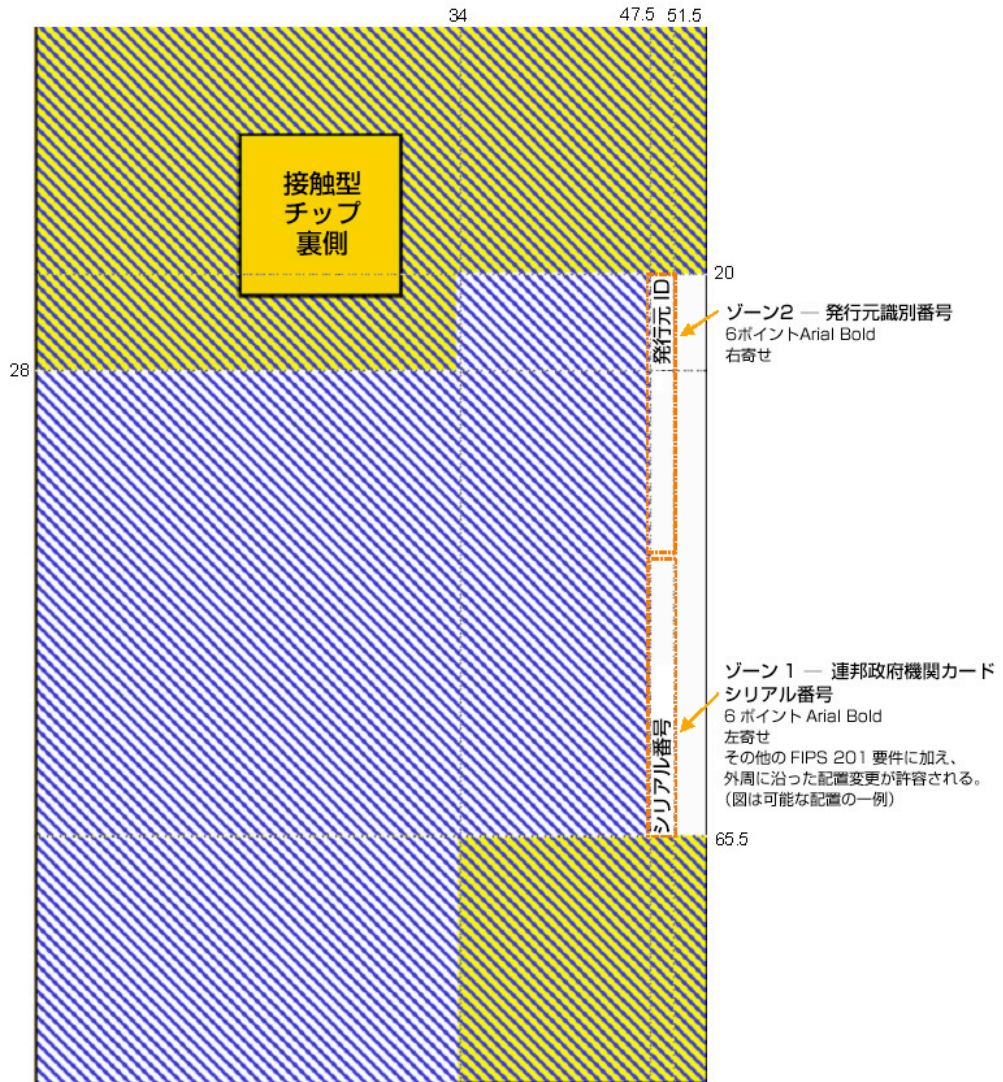 34
47.5
51.5
接触型
チップ
裏側
20
発行元 ID
ゾーン2 ― 発行元識別番号
6ポイントArial Bold
右寄せ
28
ゾーン 1 ― 連邦政府機関カード
シリアル番号
6 ポイント Arial Bold
左寄せ
その他の FIPS 201 要件に加え、
外周に沿った配置変更が許容される。
(図は可能な配置の一例)
シリアル番号
65.5